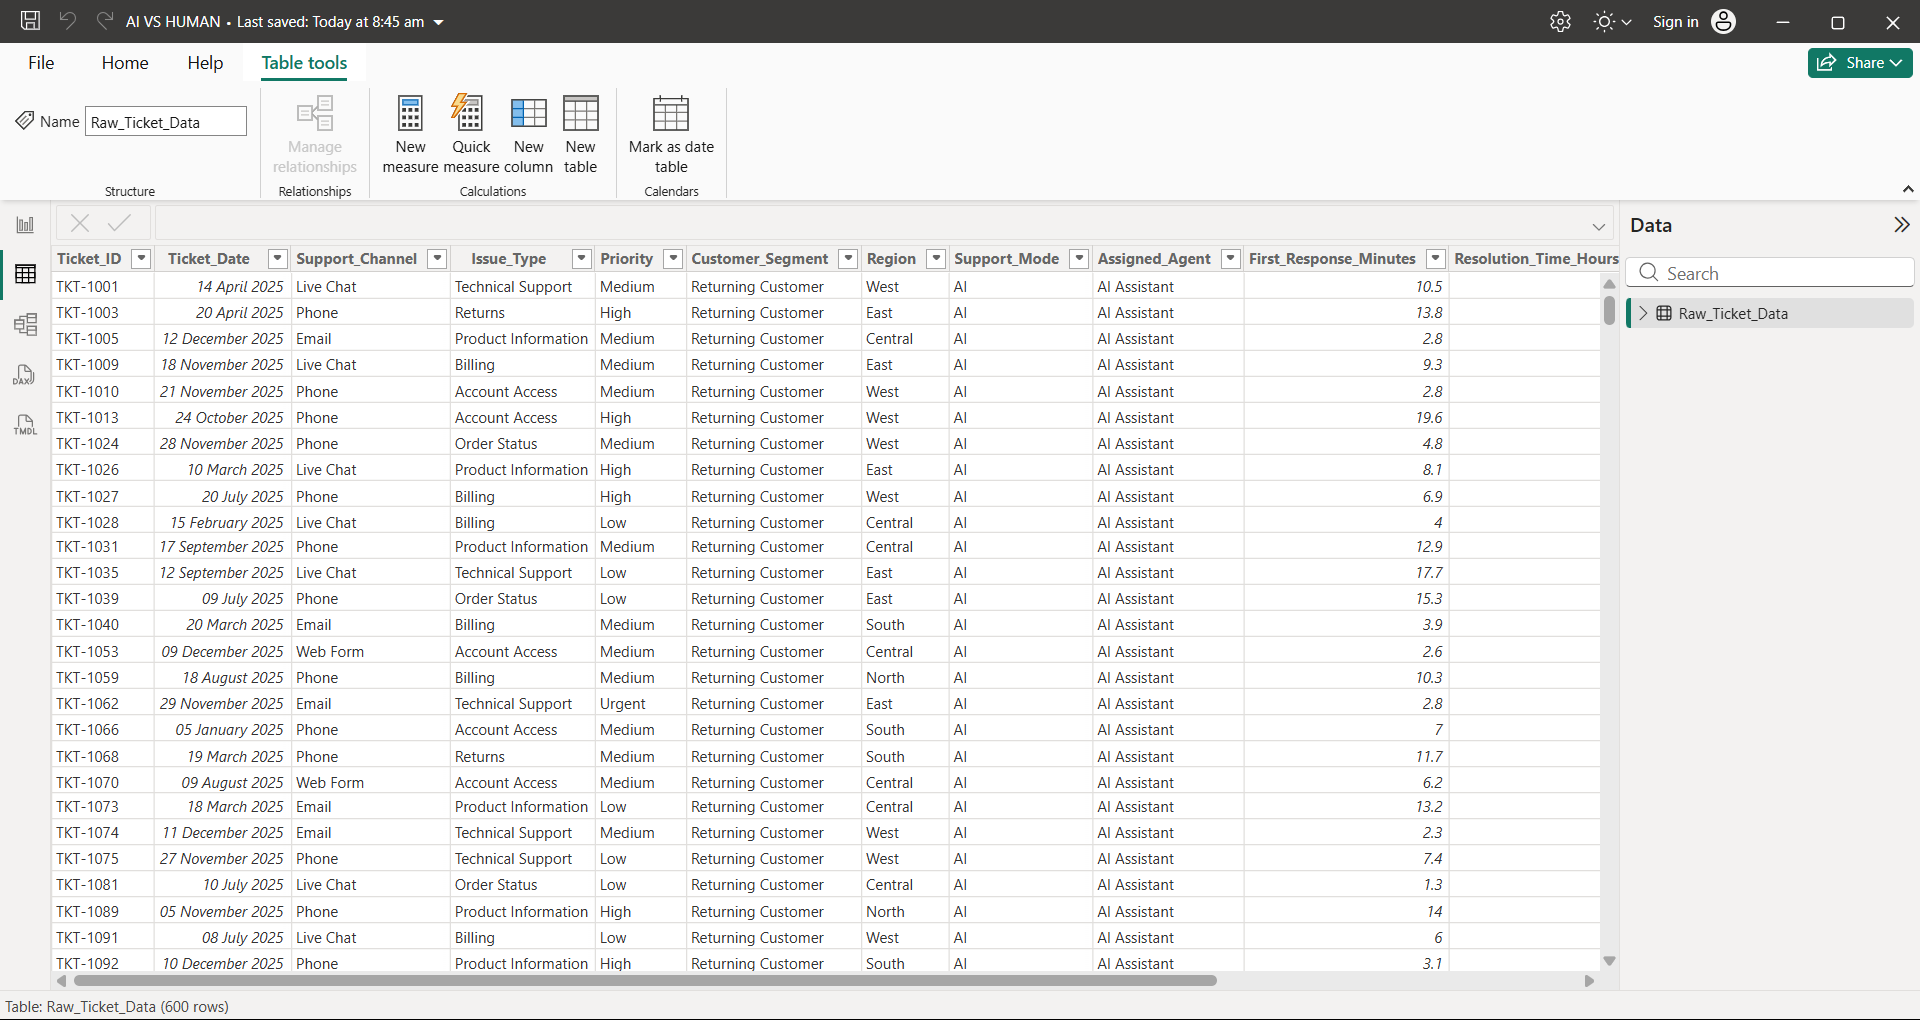 AI VS HUMAN • Last saved: Today at 8:45 am
Sign in
File Home Help Table tools
Share
Name Raw_Ticket_Data
Manage relationships
New measure
Quick measure
New column
New table
Mark as date table
Structure
Relationships
Calculations
Calendars
DAX
TMDL
Data
Search
Raw_Ticket_Data
Ticket_ID Ticket_Date Support_Channel Issue_Type Priority Customer_Segment Region Support_Mode Assigned_Agent First_Response_Minutes Resolution_Time_Hours
TKT-1001 14 April 2025 Live Chat Technical Support Medium Returning Customer West AI AI Assistant 10.5
TKT-1003 20 April 2025 Phone Returns High Returning Customer East AI AI Assistant 13.8
TKT-1005 12 December 2025 Email Product Information Medium Returning Customer Central AI AI Assistant 2.8
TKT-1009 18 November 2025 Live Chat Billing Medium Returning Customer East AI AI Assistant 9.3
TKT-1010 21 November 2025 Phone Account Access Medium Returning Customer West AI AI Assistant 2.8
TKT-1013 24 October 2025 Phone Account Access High Returning Customer West AI AI Assistant 19.6
TKT-1024 28 November 2025 Phone Order Status Medium Returning Customer West AI AI Assistant 4.8
TKT-1026 10 March 2025 Live Chat Product Information High Returning Customer East AI AI Assistant 8.1
TKT-1027 20 July 2025 Phone Billing High Returning Customer West AI AI Assistant 6.9
TKT-1028 15 February 2025 Live Chat Billing Low Returning Customer Central AI AI Assistant 4
TKT-1031 17 September 2025 Phone Product Information Medium Returning Customer Central AI AI Assistant 12.9
TKT-1035 12 September 2025 Live Chat Technical Support Low Returning Customer East AI AI Assistant 17.7
TKT-1039 09 July 2025 Phone Order Status Low Returning Customer East AI AI Assistant 15.3
TKT-1040 20 March 2025 Email Billing Medium Returning Customer South AI AI Assistant 3.9
TKT-1053 09 December 2025 Web Form Account Access Medium Returning Customer Central AI AI Assistant 2.6
TKT-1059 18 August 2025 Phone Billing Medium Returning Customer North AI AI Assistant 10.3
TKT-1062 29 November 2025 Email Technical Support Urgent Returning Customer East AI AI Assistant 2.8
TKT-1066 05 January 2025 Phone Account Access Medium Returning Customer South AI AI Assistant 7
TKT-1068 19 March 2025 Phone Returns Medium Returning Customer South AI AI Assistant 11.7
TKT-1070 09 August 2025 Web Form Account Access Medium Returning Customer Central AI AI Assistant 6.2
TKT-1073 18 March 2025 Email Product Information Low Returning Customer Central AI AI Assistant 13.2
TKT-1074 11 December 2025 Email Technical Support Medium Returning Customer West AI AI Assistant 2.3
TKT-1075 27 November 2025 Phone Technical Support Low Returning Customer West AI AI Assistant 7.4
TKT-1081 10 July 2025 Live Chat Order Status Low Returning Customer Central AI AI Assistant 1.3
TKT-1089 05 November 2025 Phone Product Information High Returning Customer North AI AI Assistant 14
TKT-1091 08 July 2025 Live Chat Billing Low Returning Customer West AI AI Assistant 6
TKT-1092 10 December 2025 Phone Product Information High Returning Customer South AI AI Assistant 3.1
Table: Raw_Ticket_Data (600 rows)